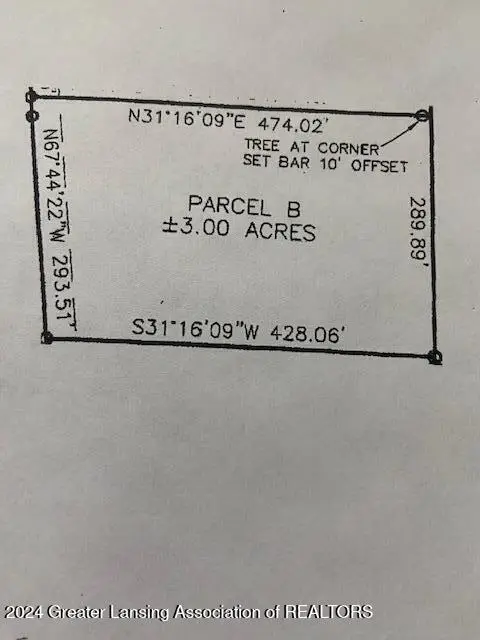 N31°16'09"E 474.02'
TREE AT CORNER
SET BAR 10' OFFSET
N67°44'22"W 293.51'
PARCEL B
±3.00 ACRES
289.89'
S31°16'09"W 428.06'
2024 Greater Lansing Association of REALTORS